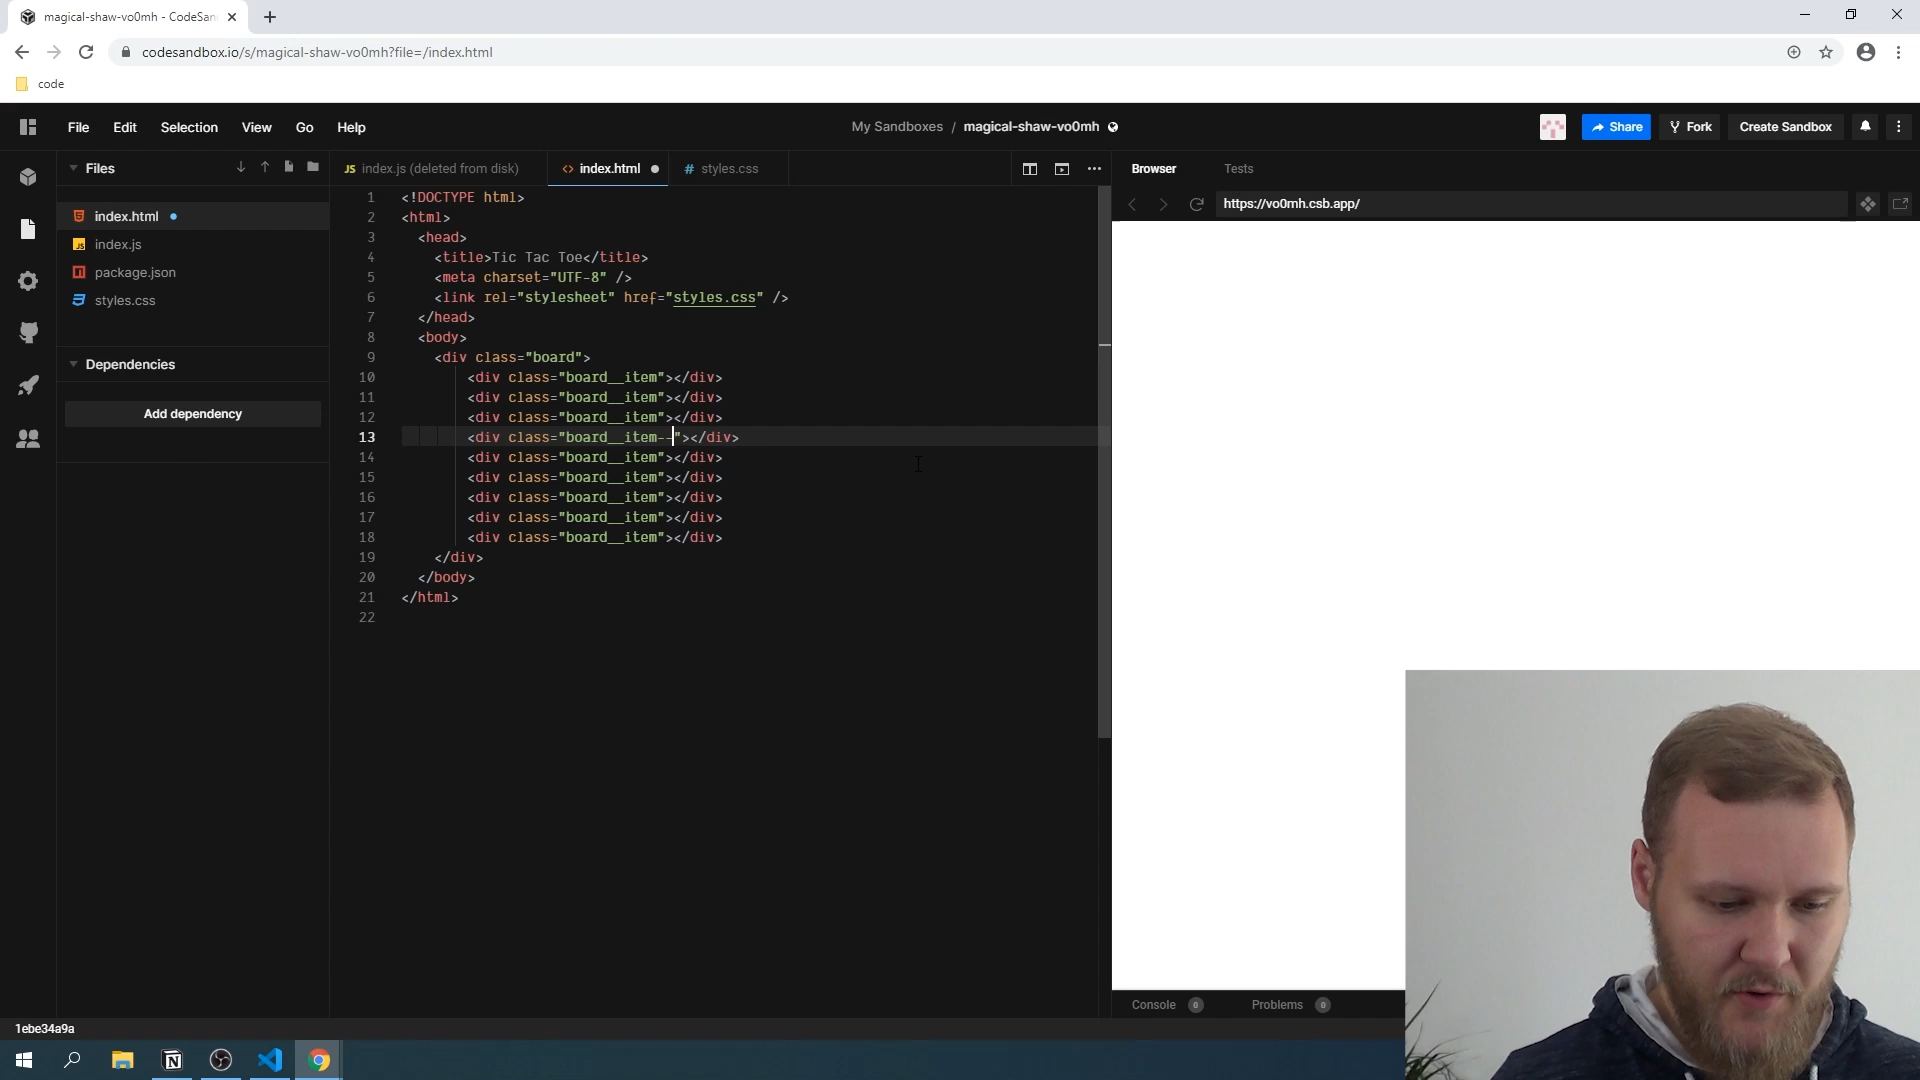 magical-shaw-vo0mh - CodeSan
codesandbox.io/s/magical-shaw-vo0mh?file=/index.html
code
File Edit Selection View Go Help
My Sandboxes / magical-shaw-vo0mh
Share Fork Create Sandbox
Files
index.html
index.js
package.json
styles.css
Dependencies
Add dependency
JS index.js (deleted from disk) <> index.html # styles.css
1 <!DOCTYPE html>
2 <html>
3 <head>
4 <title>Tic Tac Toe</title>
5 <meta charset="UTF-8" />
6 <link rel="stylesheet" href="styles.css" />
7 </head>
8 <body>
9 <div class="board">
10 <div class="board__item"></div>
11 <div class="board__item"></div>
12 <div class="board__item"></div>
13 <div class="board__item--"></div>
14 <div class="board__item"></div>
15 <div class="board__item"></div>
16 <div class="board__item"></div>
17 <div class="board__item"></div>
18 <div class="board__item"></div>
19 </div>
20 </body>
21 </html>
22
Browser Tests
https://vo0mh.csb.app/
Console 0 Problems 0
1ebe34a9a